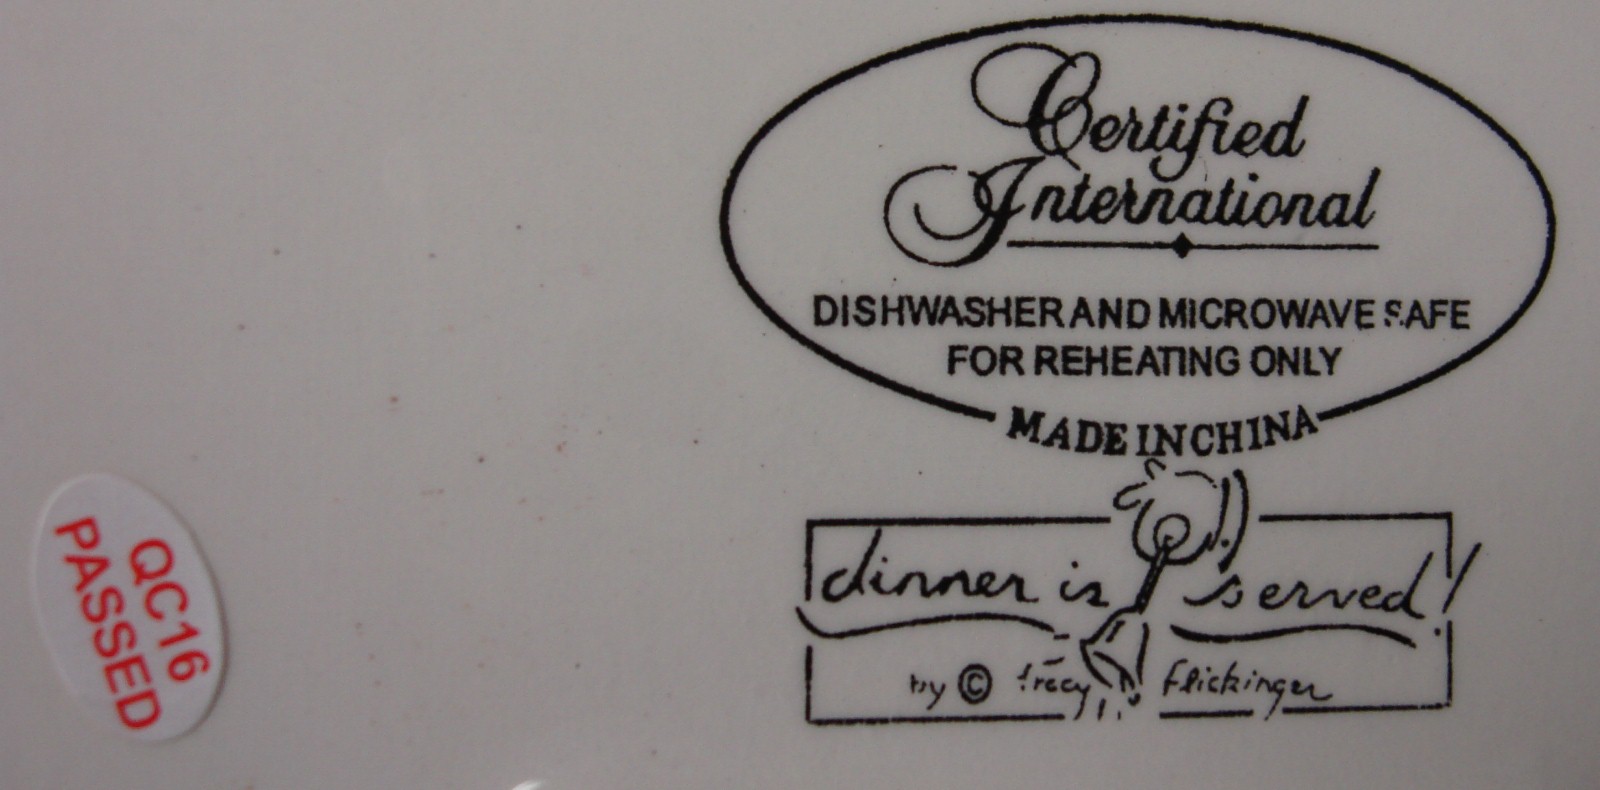 Certified
International
DISHWASHER AND MICROWAVE SAFE
FOR REHEATING ONLY
MADE IN CHINA
dinner is served!
by © tracy flickinger
QC16
PASSED